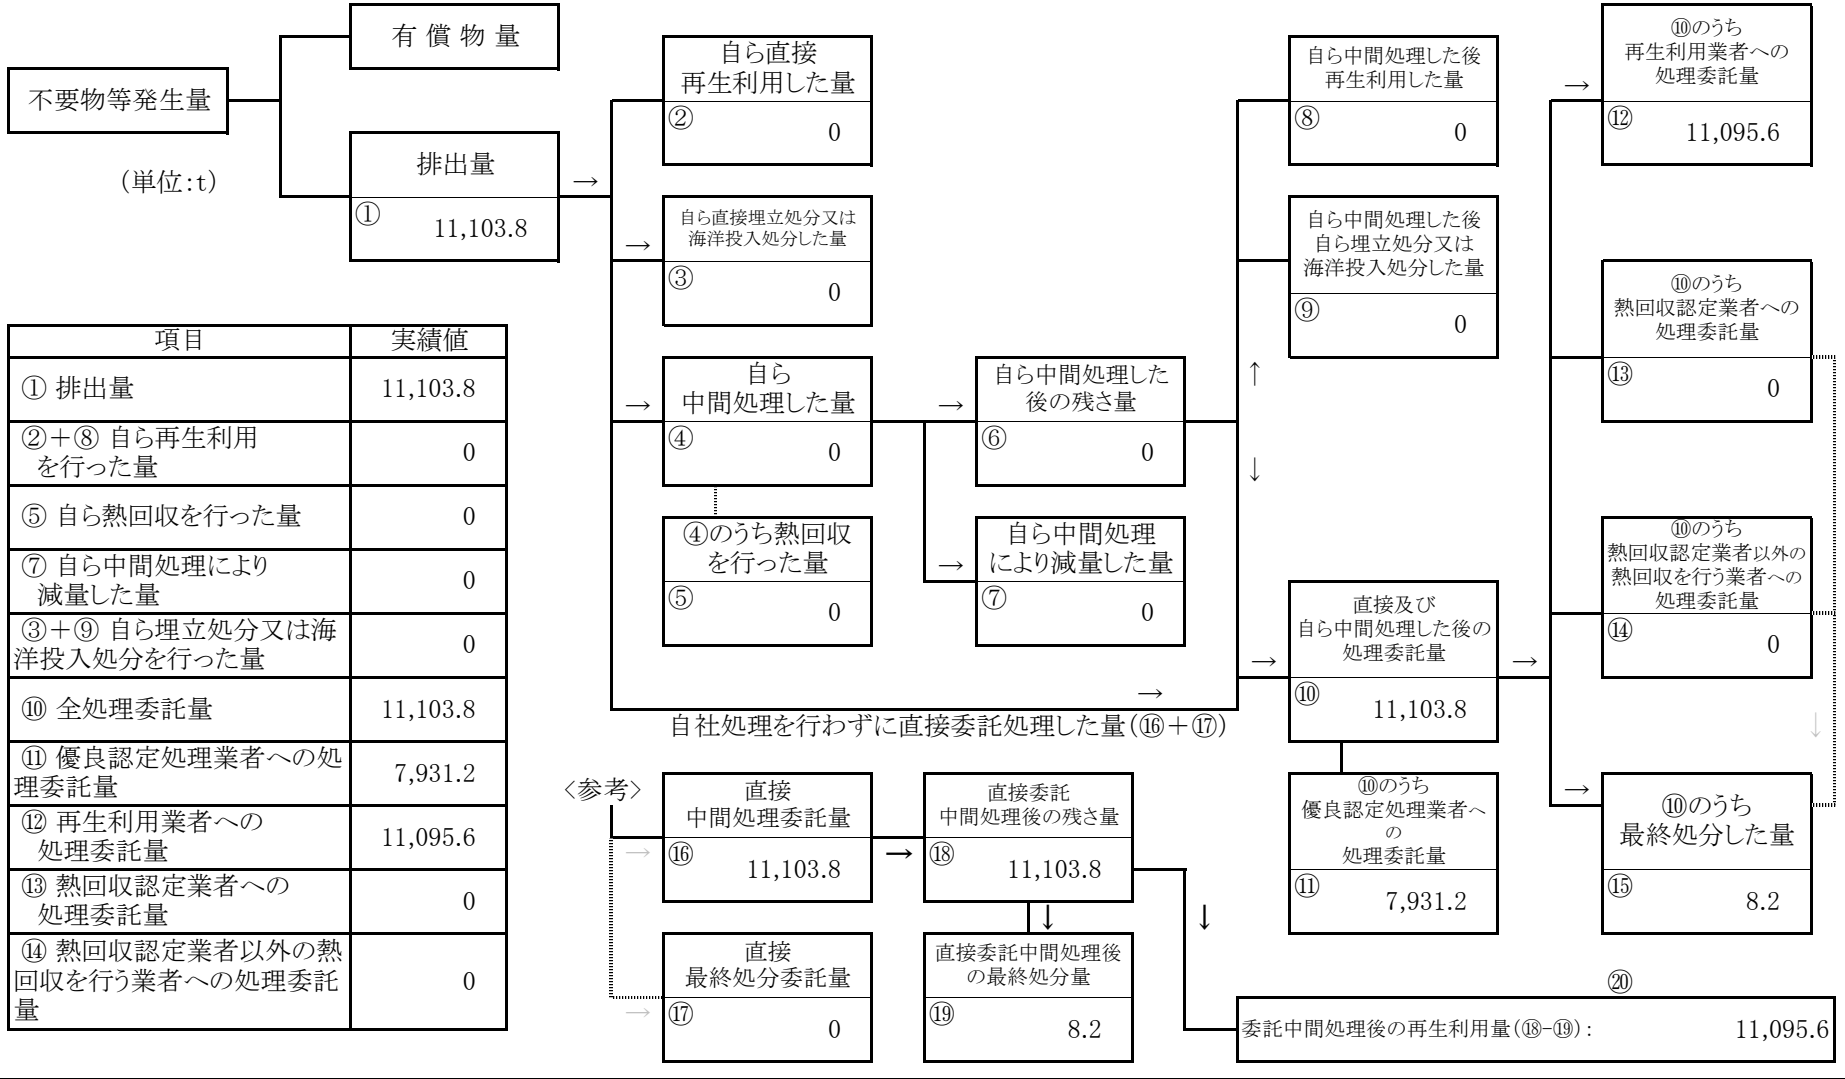 有 償 物 量
不要物等発生量
(単位:t)
排出量
①
11,103.8
→
自ら直接
再生利用した量
②
0
→
自ら直接埋立処分又は
海洋投入処分した量
③
0
→
自ら
中間処理した量
④
0
④のうち熱回収
を行った量
⑤
0
→
自ら中間処理した
後の残さ量
⑥
0
→
自ら中間処理
により減量した量
⑦
0
自ら中間処理した後
再生利用した量
⑧
0
自ら中間処理した後
自ら埋立処分又は
海洋投入処分した量
⑨
0
↑
↓
→
直接及び
自ら中間処理した後の
処理委託量
⑩
11,103.8
→
自社処理を行わずに直接委託処理した量(⑯+⑰)
⑩のうち
優良認定処理業者へ
の
処理委託量
⑪
7,931.2
→
→
⑩のうち
再生利用業者への
処理委託量
⑫
11,095.6
⑩のうち
熱回収認定業者への
処理委託量
⑬
0
⑩のうち
熱回収認定業者以外の
熱回収を行う業者への
処理委託量
⑭
0
↓
→
⑩のうち
最終処分した量
⑮
8.2
項目 実績値
① 排出量 11,103.8
②+⑧ 自ら再生利用
を行った量
0
⑤ 自ら熱回収を行った量 0
⑦ 自ら中間処理により
減量した量
0
③+⑨ 自ら埋立処分又は海
洋投入処分を行った量
0
⑩ 全処理委託量 11,103.8
⑪ 優良認定処理業者への処
理委託量
7,931.2
⑫ 再生利用業者への
処理委託量
11,095.6
⑬ 熱回収認定業者への
処理委託量
0
⑭ 熱回収認定業者以外の熱
回収を行う業者への処理委託
量
0
〈参考〉
→
直接
中間処理委託量
⑯
11,103.8
→
直接委託
中間処理後の残さ量
⑱
11,103.8
↓
↓
→
直接
最終処分委託量
⑰
0
直接委託中間処理後
の最終処分量
⑲
8.2
⑳
委託中間処理後の再生利用量(⑱-⑲): 11,095.6